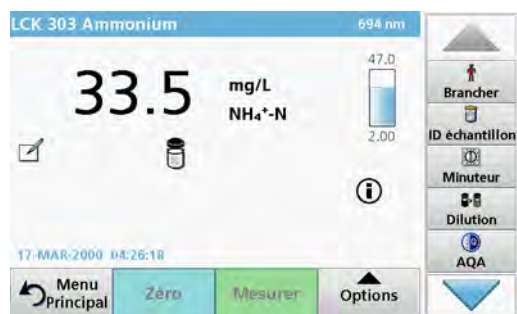 LCK 303 Ammonium 694 nm
47.0
33.5 mg/L
NH₄⁺-N
2.00
17-MAR-2000 04:26:18
Menu Principal
Zéro
Mesurer
Options
Brancher
ID échantillon
Minuteur
Dilution
AQA